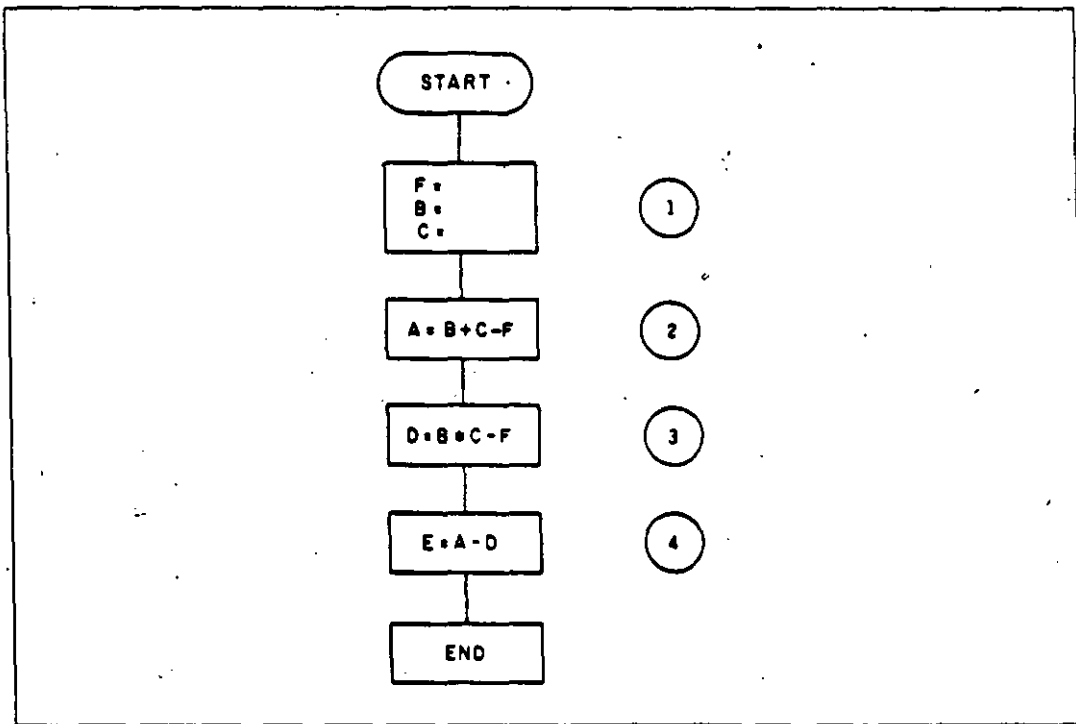 START
F =
B =
C =
1
A = B + C - F
2
D = B * C - F
3
E = A - D
4
END